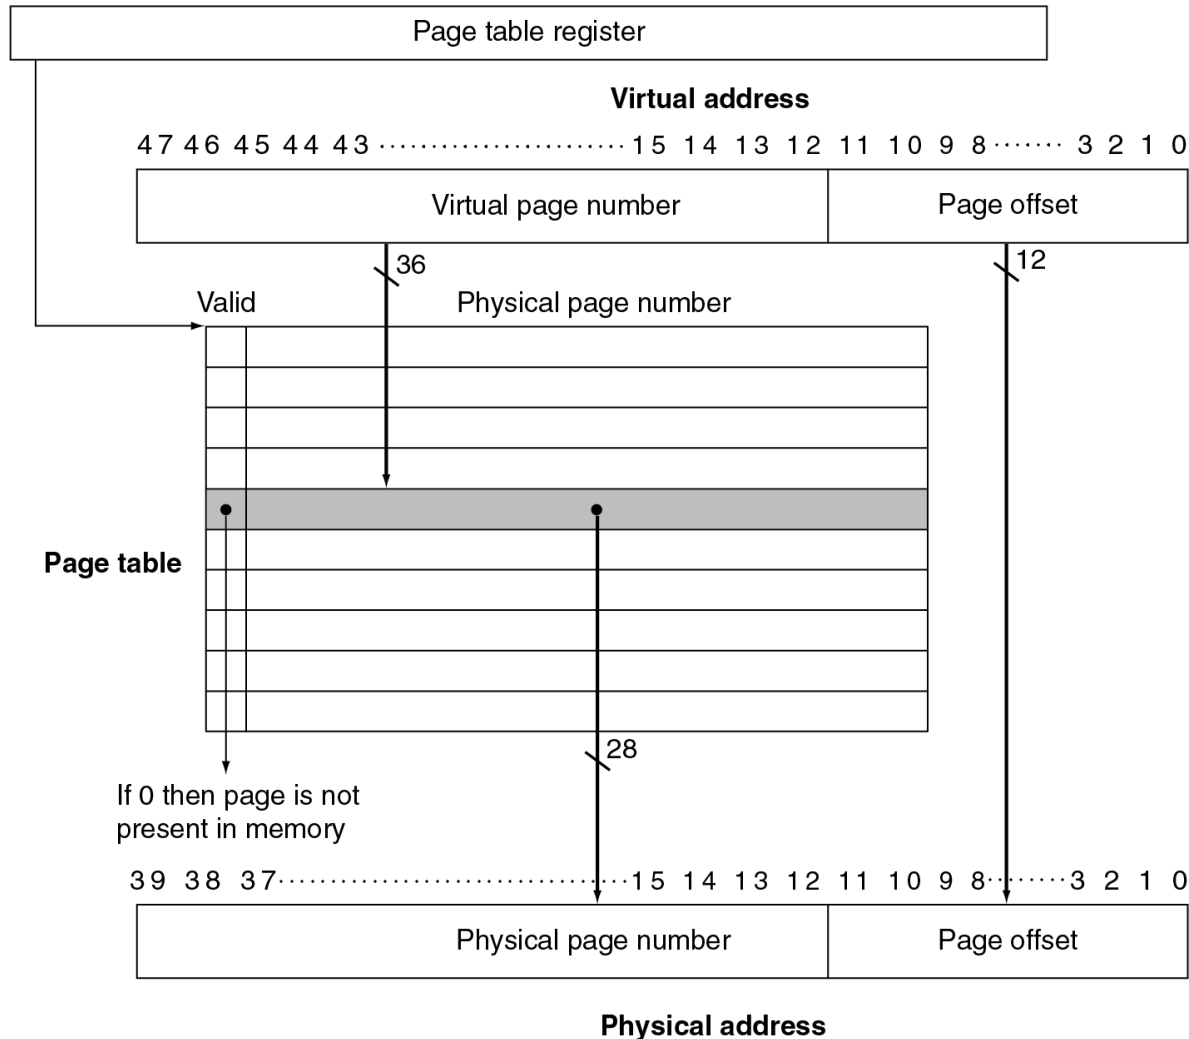 Page table register
Virtual address
47 46 45 44 43 ........................ 15 14 13 12 11 10 9 8 ....... 3 2 1 0
Virtual page number Page offset
36 12
Valid Physical page number
Page table
28
If 0 then page is not
present in memory
39 38 37 ................................... 15 14 13 12 11 10 9 8 ........ 3 2 1 0
Physical page number Page offset
Physical address